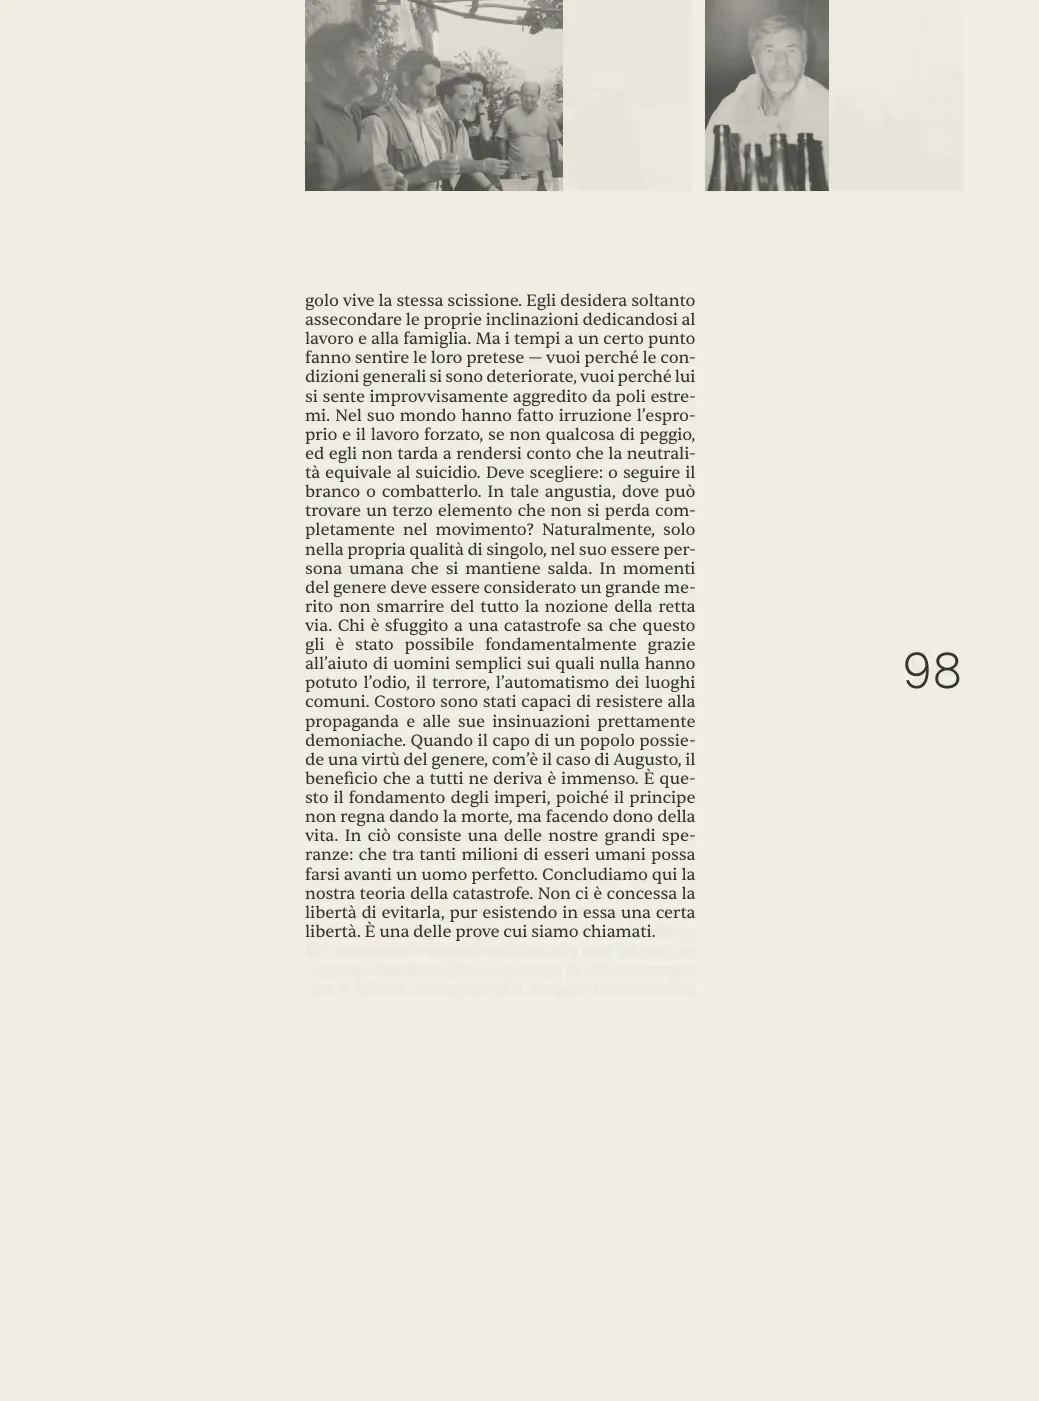 golo vive la stessa scissione. Egli desidera soltanto
assecondare le proprie inclinazioni dedicandosi al
lavoro e alla famiglia. Ma i tempi a un certo punto
fanno sentire le loro pretese — vuoi perché le con-
dizioni generali si sono deteriorate, vuoi perché lui
si sente improvvisamente aggredito da poli estre-
mi. Nel suo mondo hanno fatto irruzione l’espro-
prio e il lavoro forzato, se non qualcosa di peggio,
ed egli non tarda a rendersi conto che la neutrali-
tà equivale al suicidio. Deve scegliere: o seguire il
branco o combatterlo. In tale angustia, dove può
trovare un terzo elemento che non si perda com-
pletamente nel movimento? Naturalmente, solo
nella propria qualità di singolo, nel suo essere per-
sona umana che si mantiene salda. In momenti
del genere deve essere considerato un grande me-
rito non smarrire del tutto la nozione della retta
via. Chi è sfuggito a una catastrofe sa che questo
gli è stato possibile fondamentalmente grazie
all’aiuto di uomini semplici sui quali nulla hanno
potuto l’odio, il terrore, l’automatismo dei luoghi
comuni. Costoro sono stati capaci di resistere alla
propaganda e alle sue insinuazioni prettamente
demoniache. Quando il capo di un popolo possie-
de una virtù del genere, com’è il caso di Augusto, il
beneficio che a tutti ne deriva è immenso. È que-
sto il fondamento degli imperi, poiché il principe
non regna dando la morte, ma facendo dono della
vita. In ciò consiste una delle nostre grandi spe-
ranze: che tra tanti milioni di esseri umani possa
farsi avanti un uomo perfetto. Concludiamo qui la
nostra teoria della catastrofe. Non ci è concessa la
libertà di evitarla, pur esistendo in essa una certa
libertà. È una delle prove cui siamo chiamati.
98